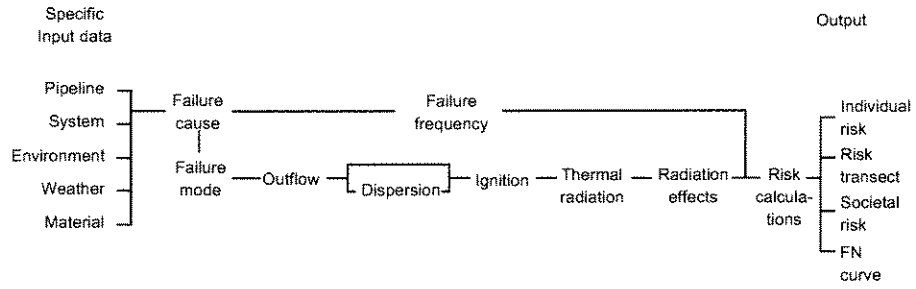 Specific
Input data
Output
Pipeline
System
Environment
Weather
Material
Failure
cause
Failure
frequency
Failure
mode
Outflow
Dispersion
Ignition
Thermal
radiation
Radiation
effects
Risk
calcula-
tions
Individual
risk
Risk
transect
Societal
risk
FN
curve